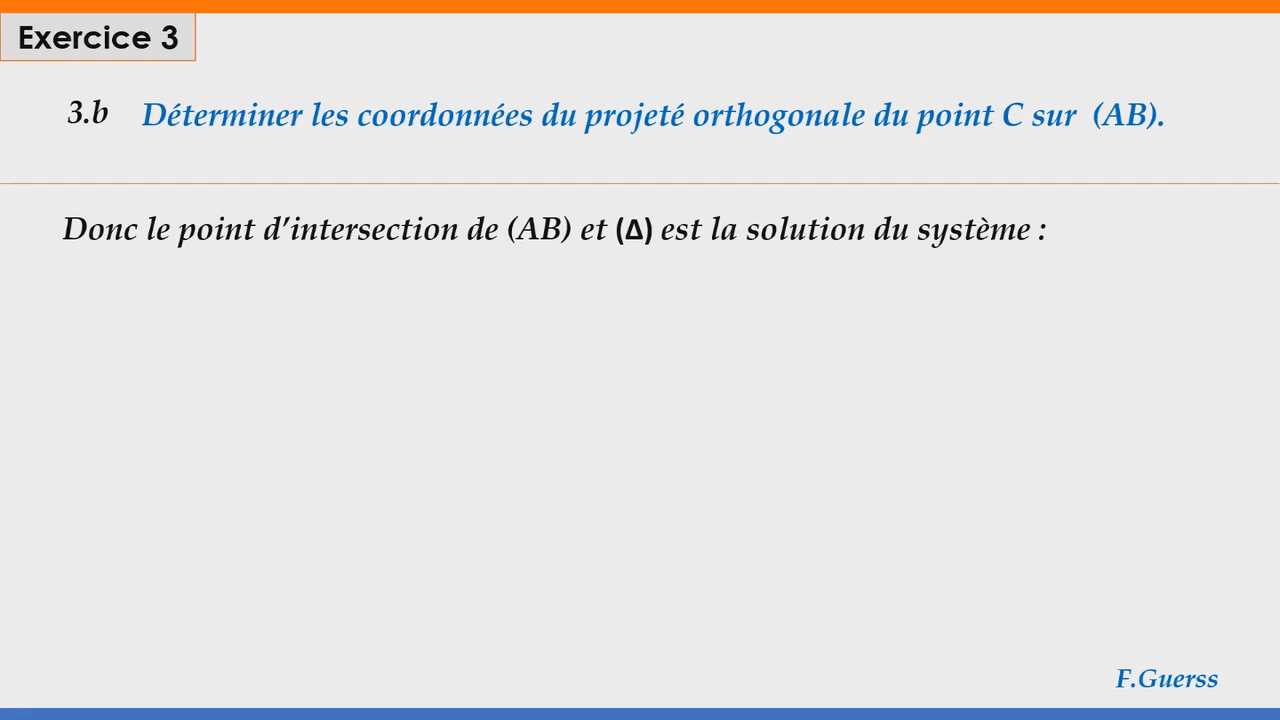 Exercice 3
3.b Déterminer les coordonnées du projeté orthogonale du point C sur (AB).
Donc le point d’intersection de (AB) et (Δ) est la solution du système :
F.Guerss